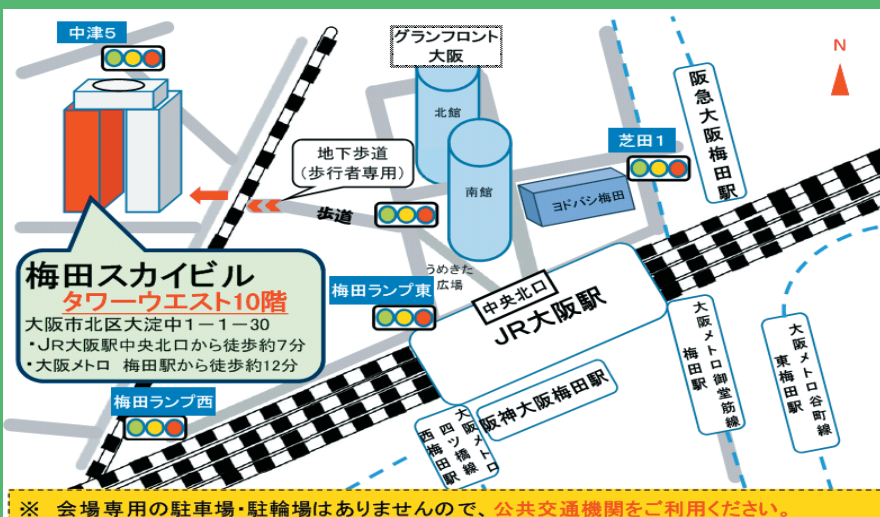 中津5
グランフロント
大阪
N
北館
阪急大阪梅田駅
芝田1
地下歩道
(歩行者専用)
南館
ヨドバシ梅田
歩道
梅田スカイビル
タワーウエスト10階
大阪市北区大淀中1－1－30
・JR大阪駅中央北口から徒歩約7分
・大阪メトロ 梅田駅から徒歩約12分
うめきた
広場
梅田ランプ東
中央北口
JR大阪駅
大阪メトロ御堂筋線
梅田駅
大阪メトロ谷町線
東梅田駅
阪神大阪梅田駅
大阪メトロ
四ツ橋線
西梅田駅
梅田ランプ西
※ 会場専用の駐車場・駐輪場はありませんので、公共交通機関をご利用ください。